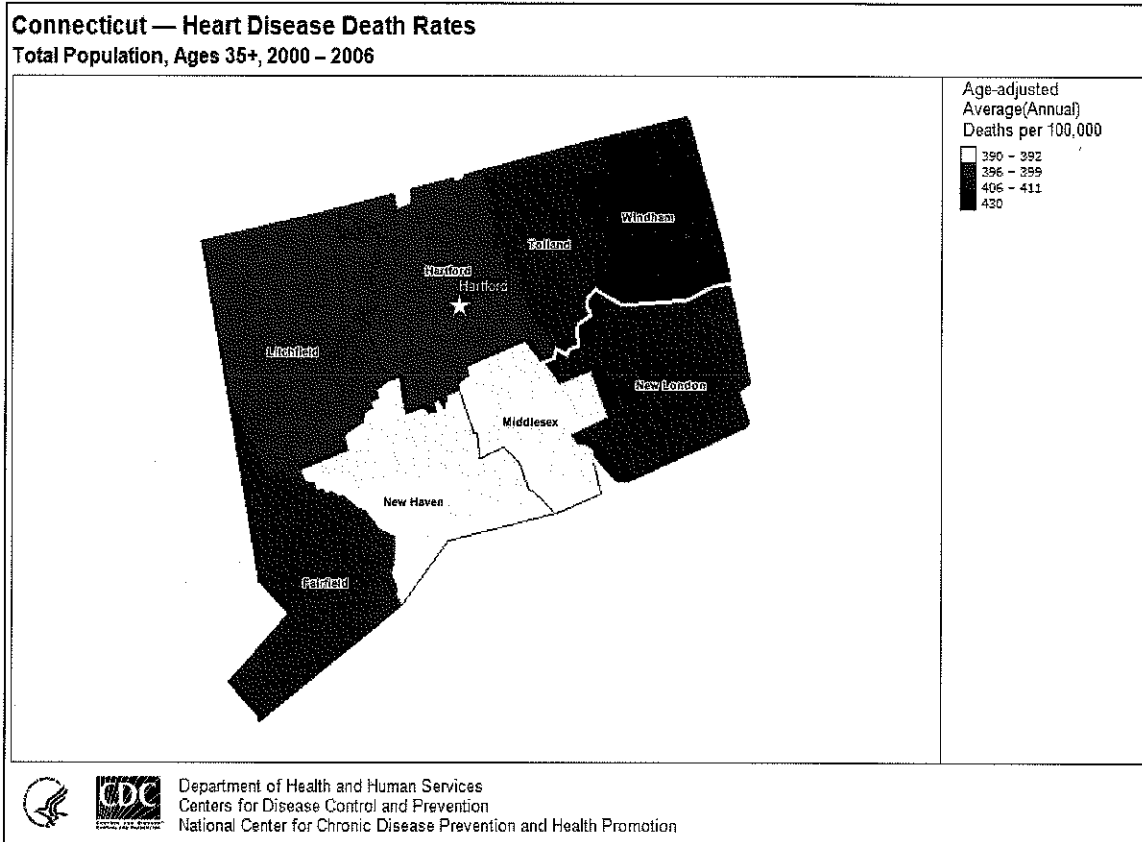 Connecticut — Heart Disease Death Rates
Total Population, Ages 35+, 2000 – 2006
Age-adjusted
Average(Annual)
Deaths per 100,000
390 – 392
396 – 399
406 – 411
430
Windham
Tolland
Hartford
Hartford
Litchfield
New London
Middlesex
New Haven
Fairfield
CDC
Department of Health and Human Services
Centers for Disease Control and Prevention
National Center for Chronic Disease Prevention and Health Promotion